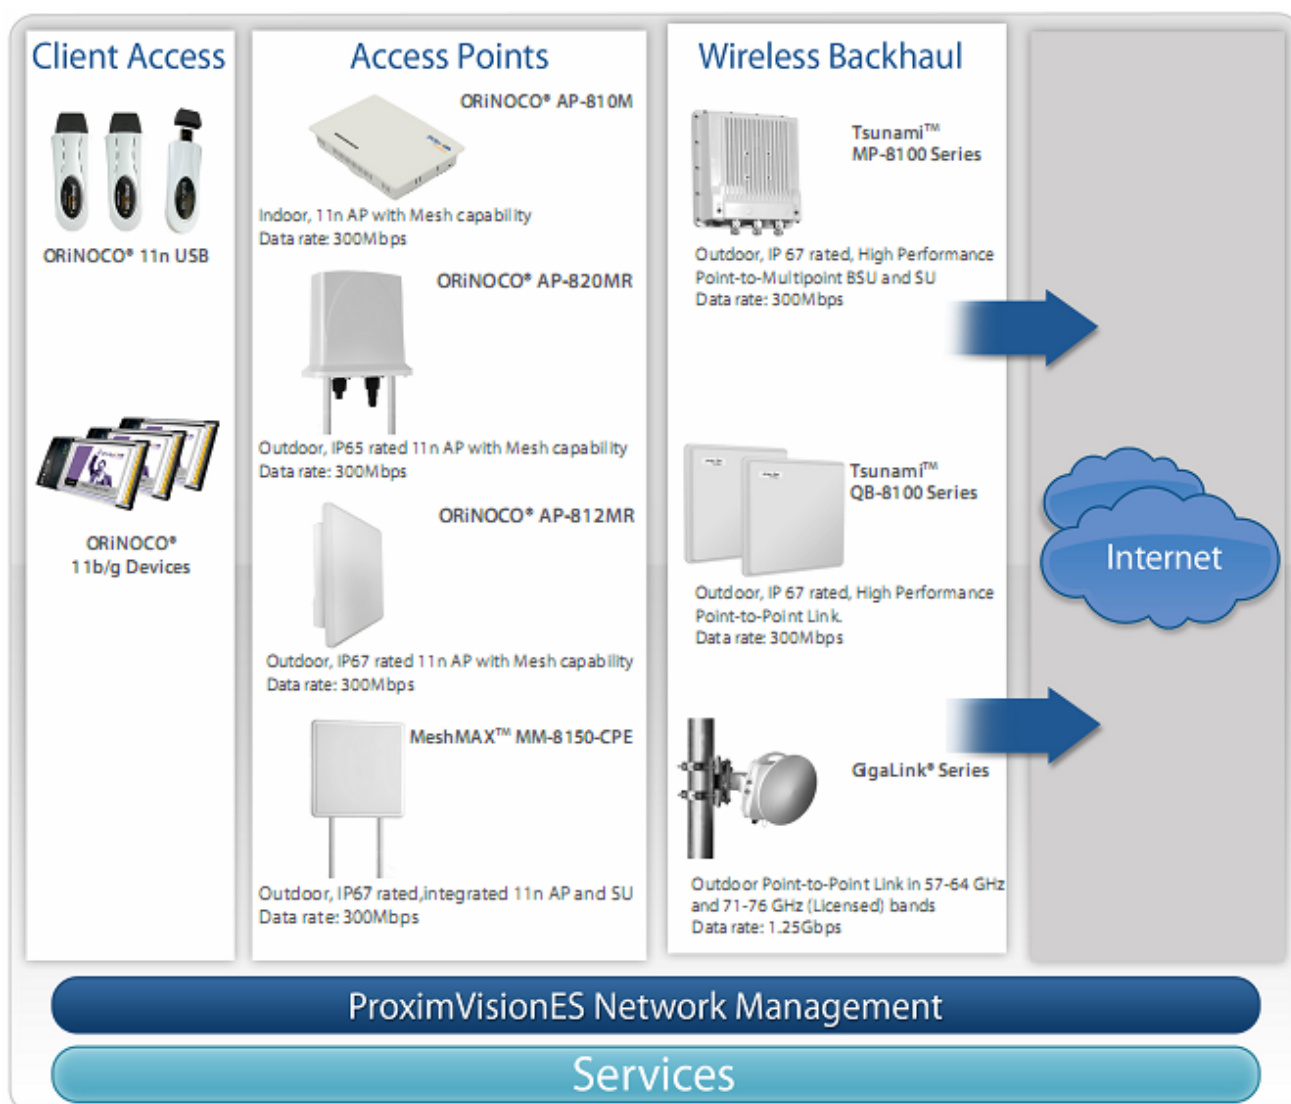 Client Access
ORiNOCO® 11n USB
ORiNOCO®
11b/g Devices
Access Points
ORiNOCO® AP-810M
Indoor, 11n AP with Mesh capability
Data rate: 300Mbps
ORiNOCO® AP-820MR
Outdoor, IP65 rated 11n AP with Mesh capability
Data rate: 300Mbps
ORiNOCO® AP-812MR
Outdoor, IP67 rated 11n AP with Mesh capability
Data rate: 300Mbps
MeshMAX™ MM-8150-CPE
Outdoor, IP67 rated,integrated 11n AP and SU
Data rate: 300Mbps
Wireless Backhaul
Tsunami™
MP-8100 Series
Outdoor, IP 67 rated, High Performance
Point-to-Multipoint BSU and SU
Data rate: 300Mbps
Tsunami™
QB-8100 Series
Outdoor, IP 67 rated, High Performance
Point-to-Point Link.
Data rate: 300Mbps
GigaLink® Series
Outdoor Point-to-Point Link in 57-64 GHz
and 71-76 GHz (Licensed) bands
Data rate: 1.25Gbps
Internet
ProximVisionES Network Management
Services